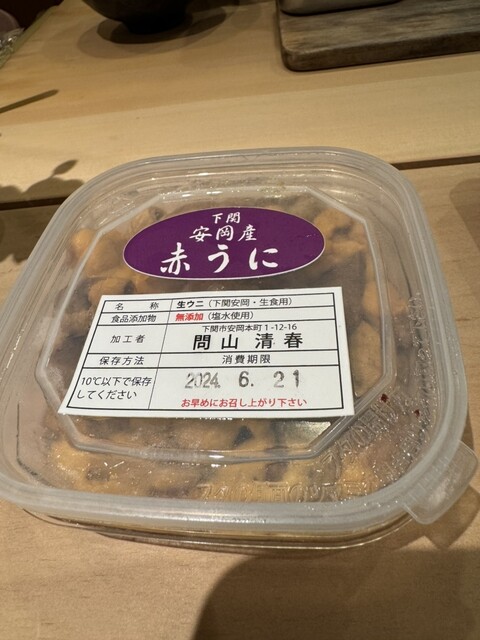 下関
安岡産
赤うに
名　称　生ウニ（下関安岡・生食用）
食品添加物　無添加（塩水使用）
加工者　下関市安岡本町1-12-16
問山清春
保存方法　消費期限
10℃以下で保存してください　2024. 6. 21
お早めにお召し上がり下さい